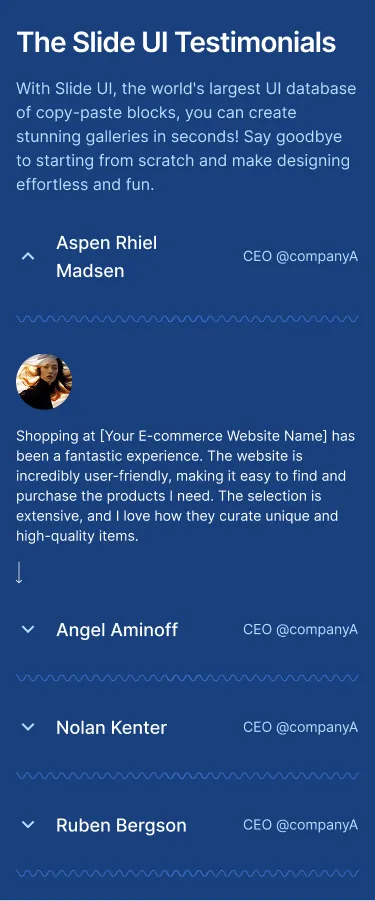 The Slide UI Testimonials
With Slide UI, the world's largest UI database
of copy-paste blocks, you can create
stunning galleries in seconds! Say goodbye
to starting from scratch and make designing
effortless and fun.
Aspen Rhiel
Madsen
CEO @companyA
Shopping at [Your E-commerce Website Name] has
been a fantastic experience. The website is
incredibly user-friendly, making it easy to find and
purchase the products I need. The selection is
extensive, and I love how they curate unique and
high-quality items.
Angel Aminoff CEO @companyA
Nolan Kenter CEO @companyA
Ruben Bergson CEO @companyA